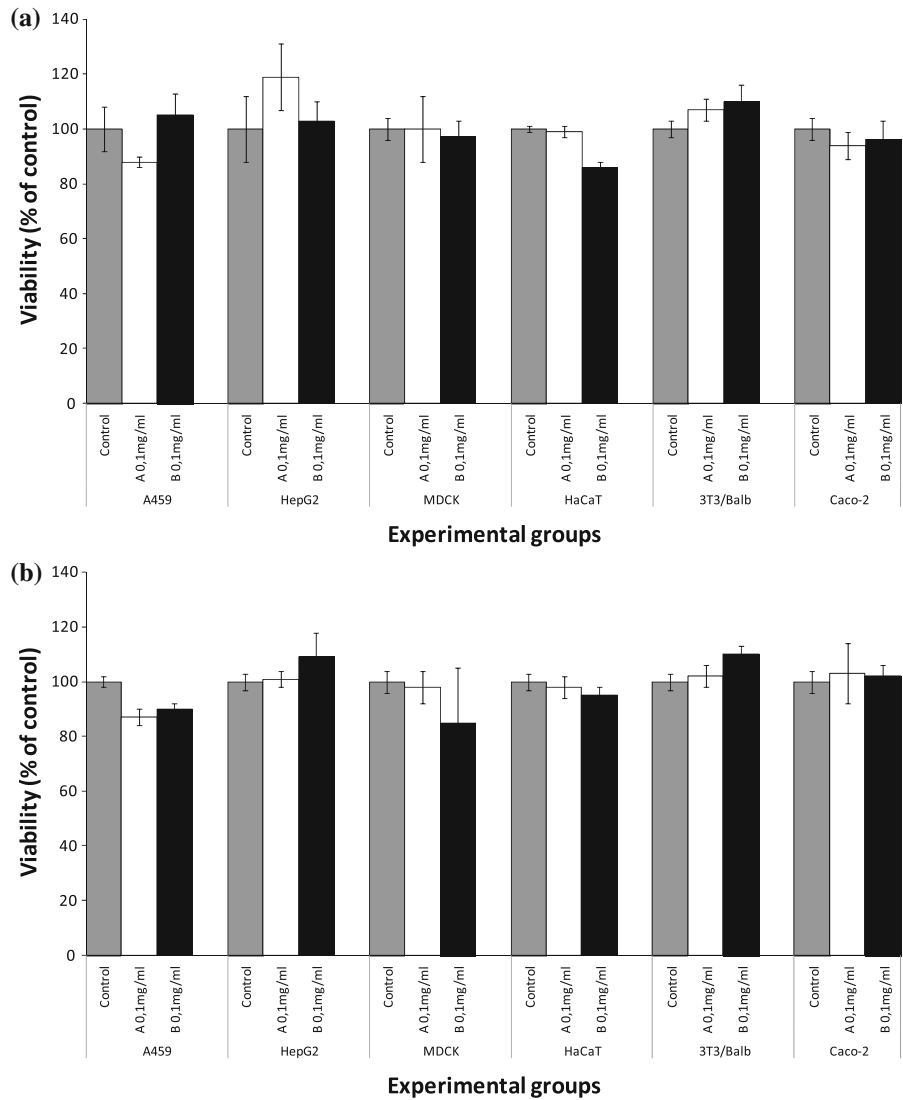 (a)
Viability (% of control)
140
120
100
80
60
40
20
0
Control
A 0,1mg/ml
B 0,1mg/ml
Control
A 0,1mg/ml
B 0,1mg/ml
Control
A 0,1mg/ml
B 0,1mg/ml
Control
A 0,1mg/ml
B 0,1mg/ml
Control
A 0,1mg/ml
B 0,1mg/ml
Control
A 0,1mg/ml
B 0,1mg/ml
A459 HepG2 MDCK HaCaT 3T3/Balb Caco-2
Experimental groups
(b)
Viability (% of control)
140
120
100
80
60
40
20
0
Control
A 0,1mg/ml
B 0,1mg/ml
Control
A 0,1mg/ml
B 0,1mg/ml
Control
A 0,1mg/ml
B 0,1mg/ml
Control
A 0,1mg/ml
B 0,1mg/ml
Control
A 0,1mg/ml
B 0,1mg/ml
Control
A 0,1mg/ml
B 0,1mg/ml
A459 HepG2 MDCK HaCaT 3T3/Balb Caco-2
Experimental groups